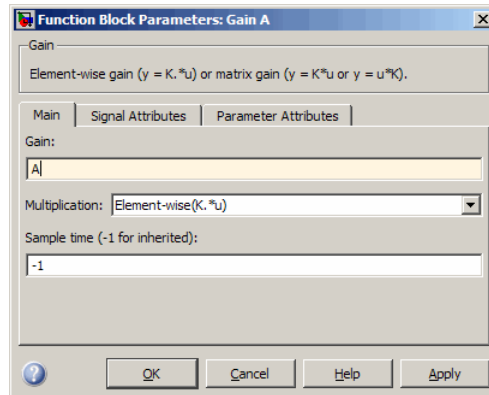 Function Block Parameters: Gain A
Gain
Element-wise gain (y = K.*u) or matrix gain (y = K*u or y = u*K).
Main Signal Attributes Parameter Attributes
Gain:
A
Multiplication: Element-wise(K.*u)
Sample time (-1 for inherited):
-1
OK Cancel Help Apply